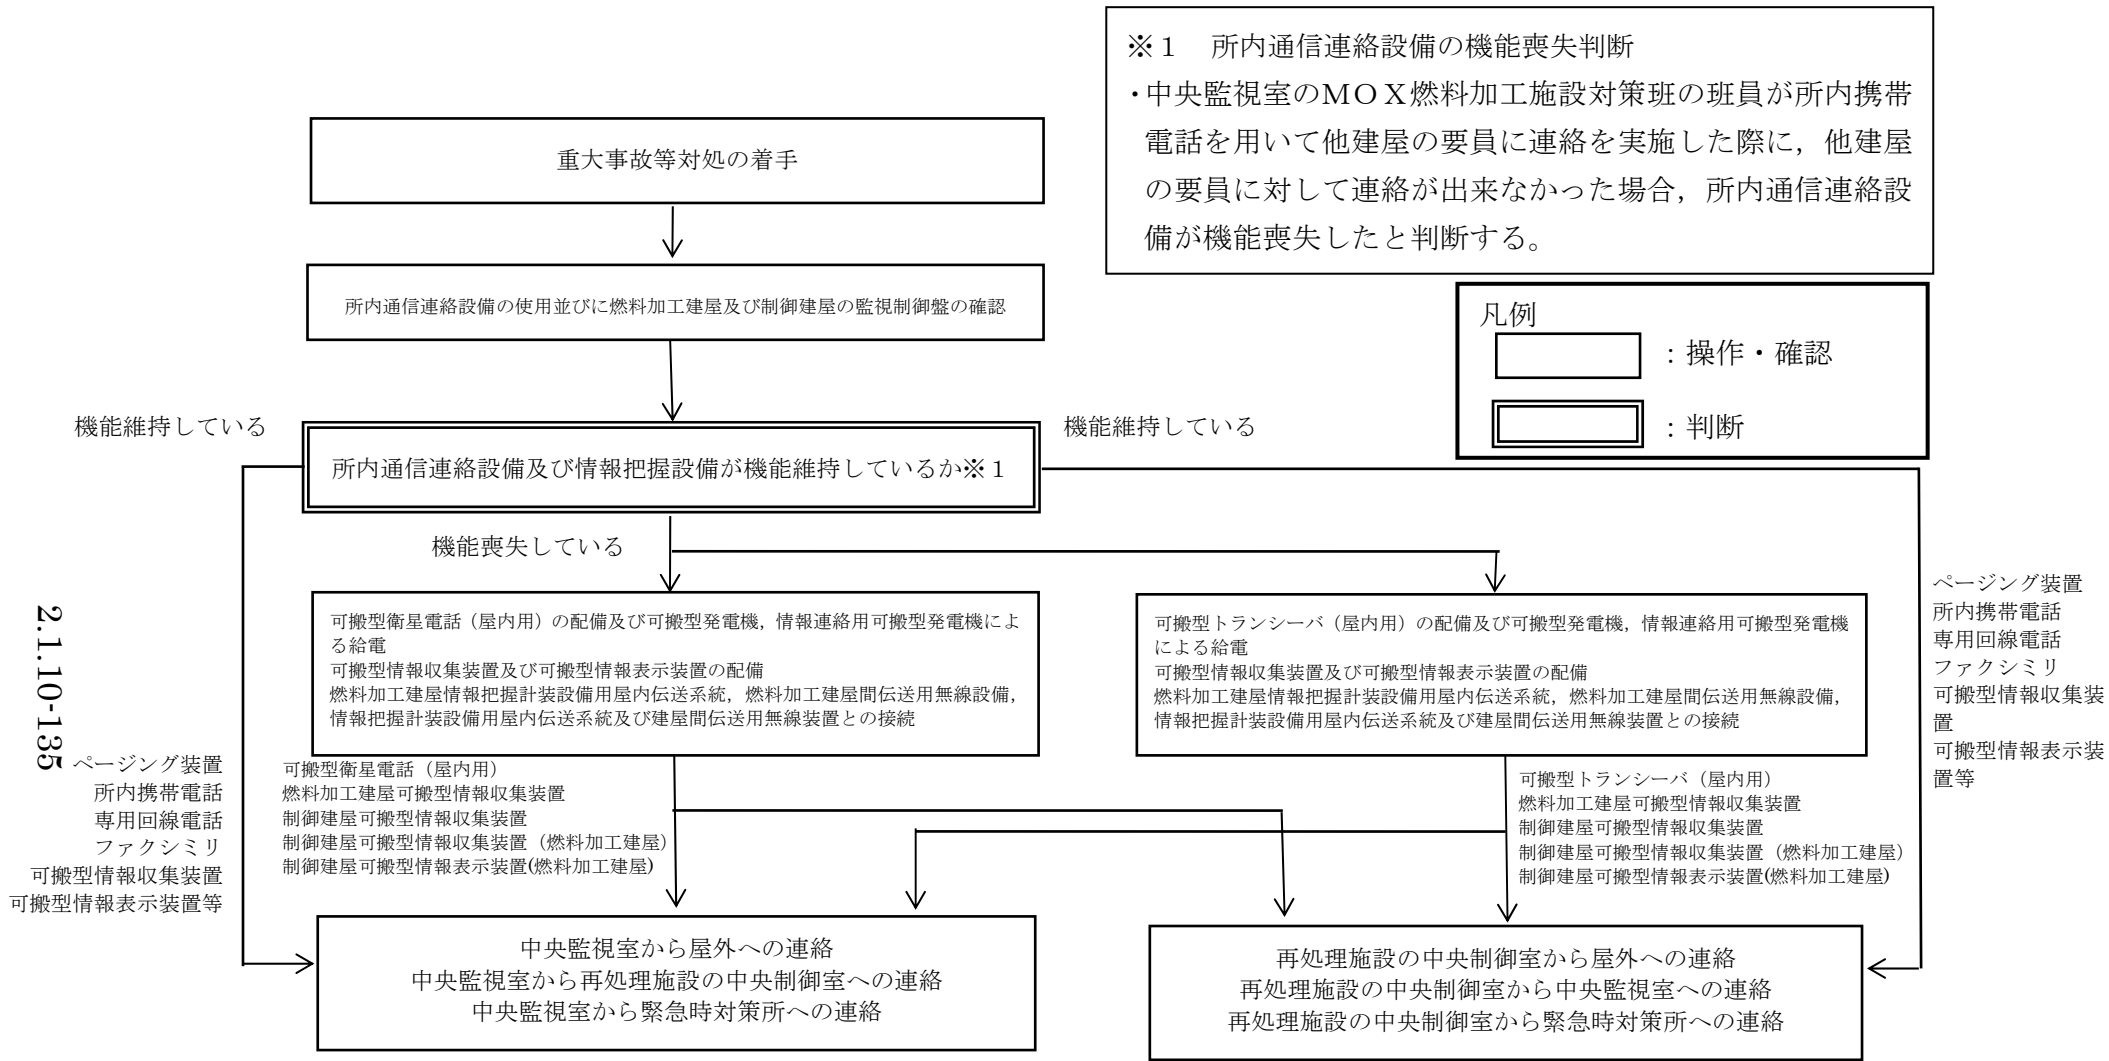 ※１　所内通信連絡設備の機能喪失判断
・中央監視室のＭＯＸ燃料加工施設対策班の班員が所内携帯
電話を用いて他建屋の要員に連絡を実施した際に，他建屋
の要員に対して連絡が出来なかった場合，所内通信連絡設
備が機能喪失したと判断する。
重大事故等対処の着手
所内通信連絡設備の使用並びに燃料加工建屋及び制御建屋の監視制御盤の確認
凡例
：操作・確認
：判断
機能維持している
機能維持している
所内通信連絡設備及び情報把握設備が機能維持しているか※１
機能喪失している
可搬型衛星電話（屋内用）の配備及び可搬型発電機，情報連絡用可搬型発電機によ
る給電
可搬型情報収集装置及び可搬型情報表示装置の配備
燃料加工建屋情報把握計装設備用屋内伝送系統，燃料加工建屋間伝送用無線設備，
情報把握計装設備用屋内伝送系統及び建屋間伝送用無線装置との接続
可搬型トランシーバ（屋内用）の配備及び可搬型発電機，情報連絡用可搬型発電機
による給電
可搬型情報収集装置及び可搬型情報表示装置の配備
燃料加工建屋情報把握計装設備用屋内伝送系統，燃料加工建屋間伝送用無線設備，
情報把握計装設備用屋内伝送系統及び建屋間伝送用無線装置との接続
ページング装置
所内携帯電話
専用回線電話
ファクシミリ
可搬型情報収集装
置
可搬型情報表示装
置等
2.1.10-135
ページング装置
所内携帯電話
専用回線電話
ファクシミリ
可搬型情報収集装置
可搬型情報表示装置等
可搬型衛星電話（屋内用）
燃料加工建屋可搬型情報収集装置
制御建屋可搬型情報収集装置
制御建屋可搬型情報収集装置（燃料加工建屋）
制御建屋可搬型情報表示装置(燃料加工建屋)
可搬型トランシーバ（屋内用）
燃料加工建屋可搬型情報収集装置
制御建屋可搬型情報収集装置
制御建屋可搬型情報収集装置（燃料加工建屋）
制御建屋可搬型情報表示装置(燃料加工建屋)
中央監視室から屋外への連絡
中央監視室から再処理施設の中央制御室への連絡
中央監視室から緊急時対策所への連絡
再処理施設の中央制御室から屋外への連絡
再処理施設の中央制御室から中央監視室への連絡
再処理施設の中央制御室から緊急時対策所への連絡